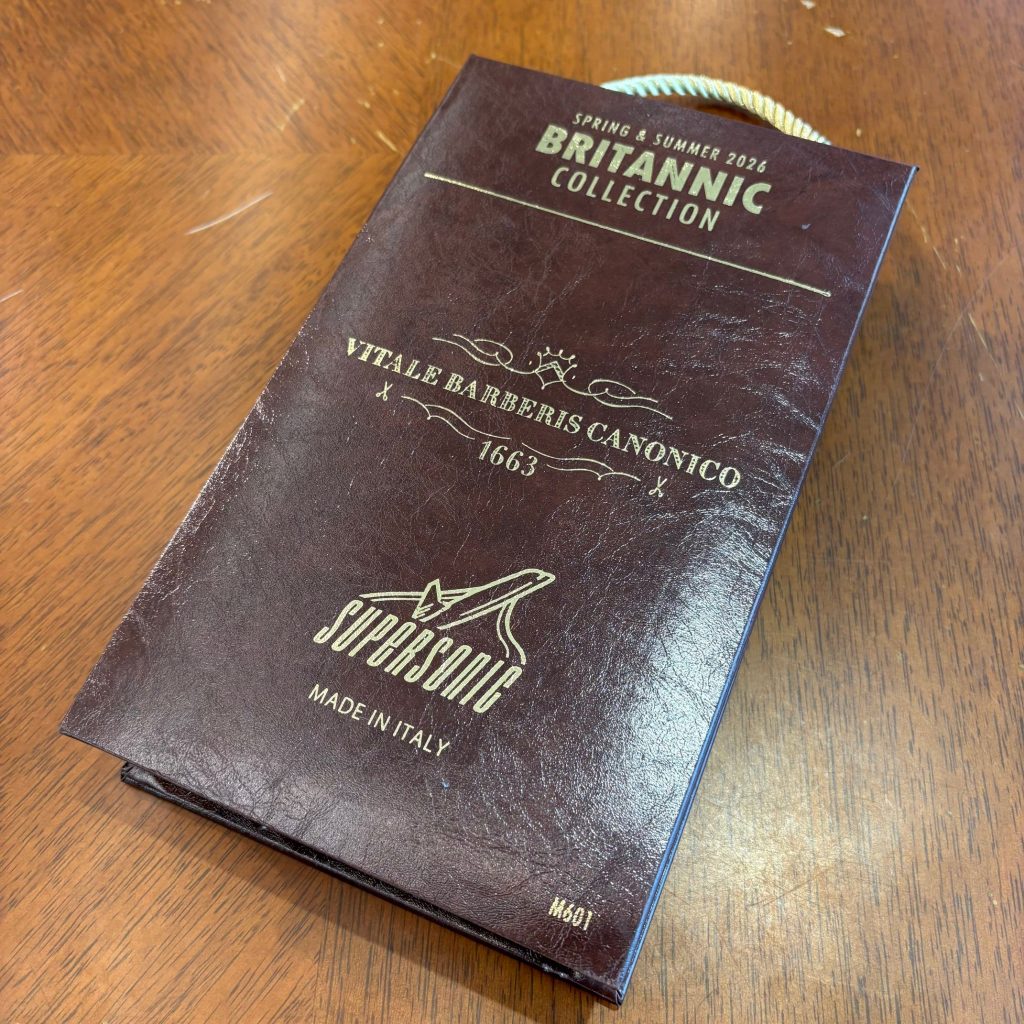 SPRING & SUMMER 2026
BRITANNIC
COLLECTION
VITALE BARBERIS CANONICO
1663
SUPERSONIC
MADE IN ITALY
M601